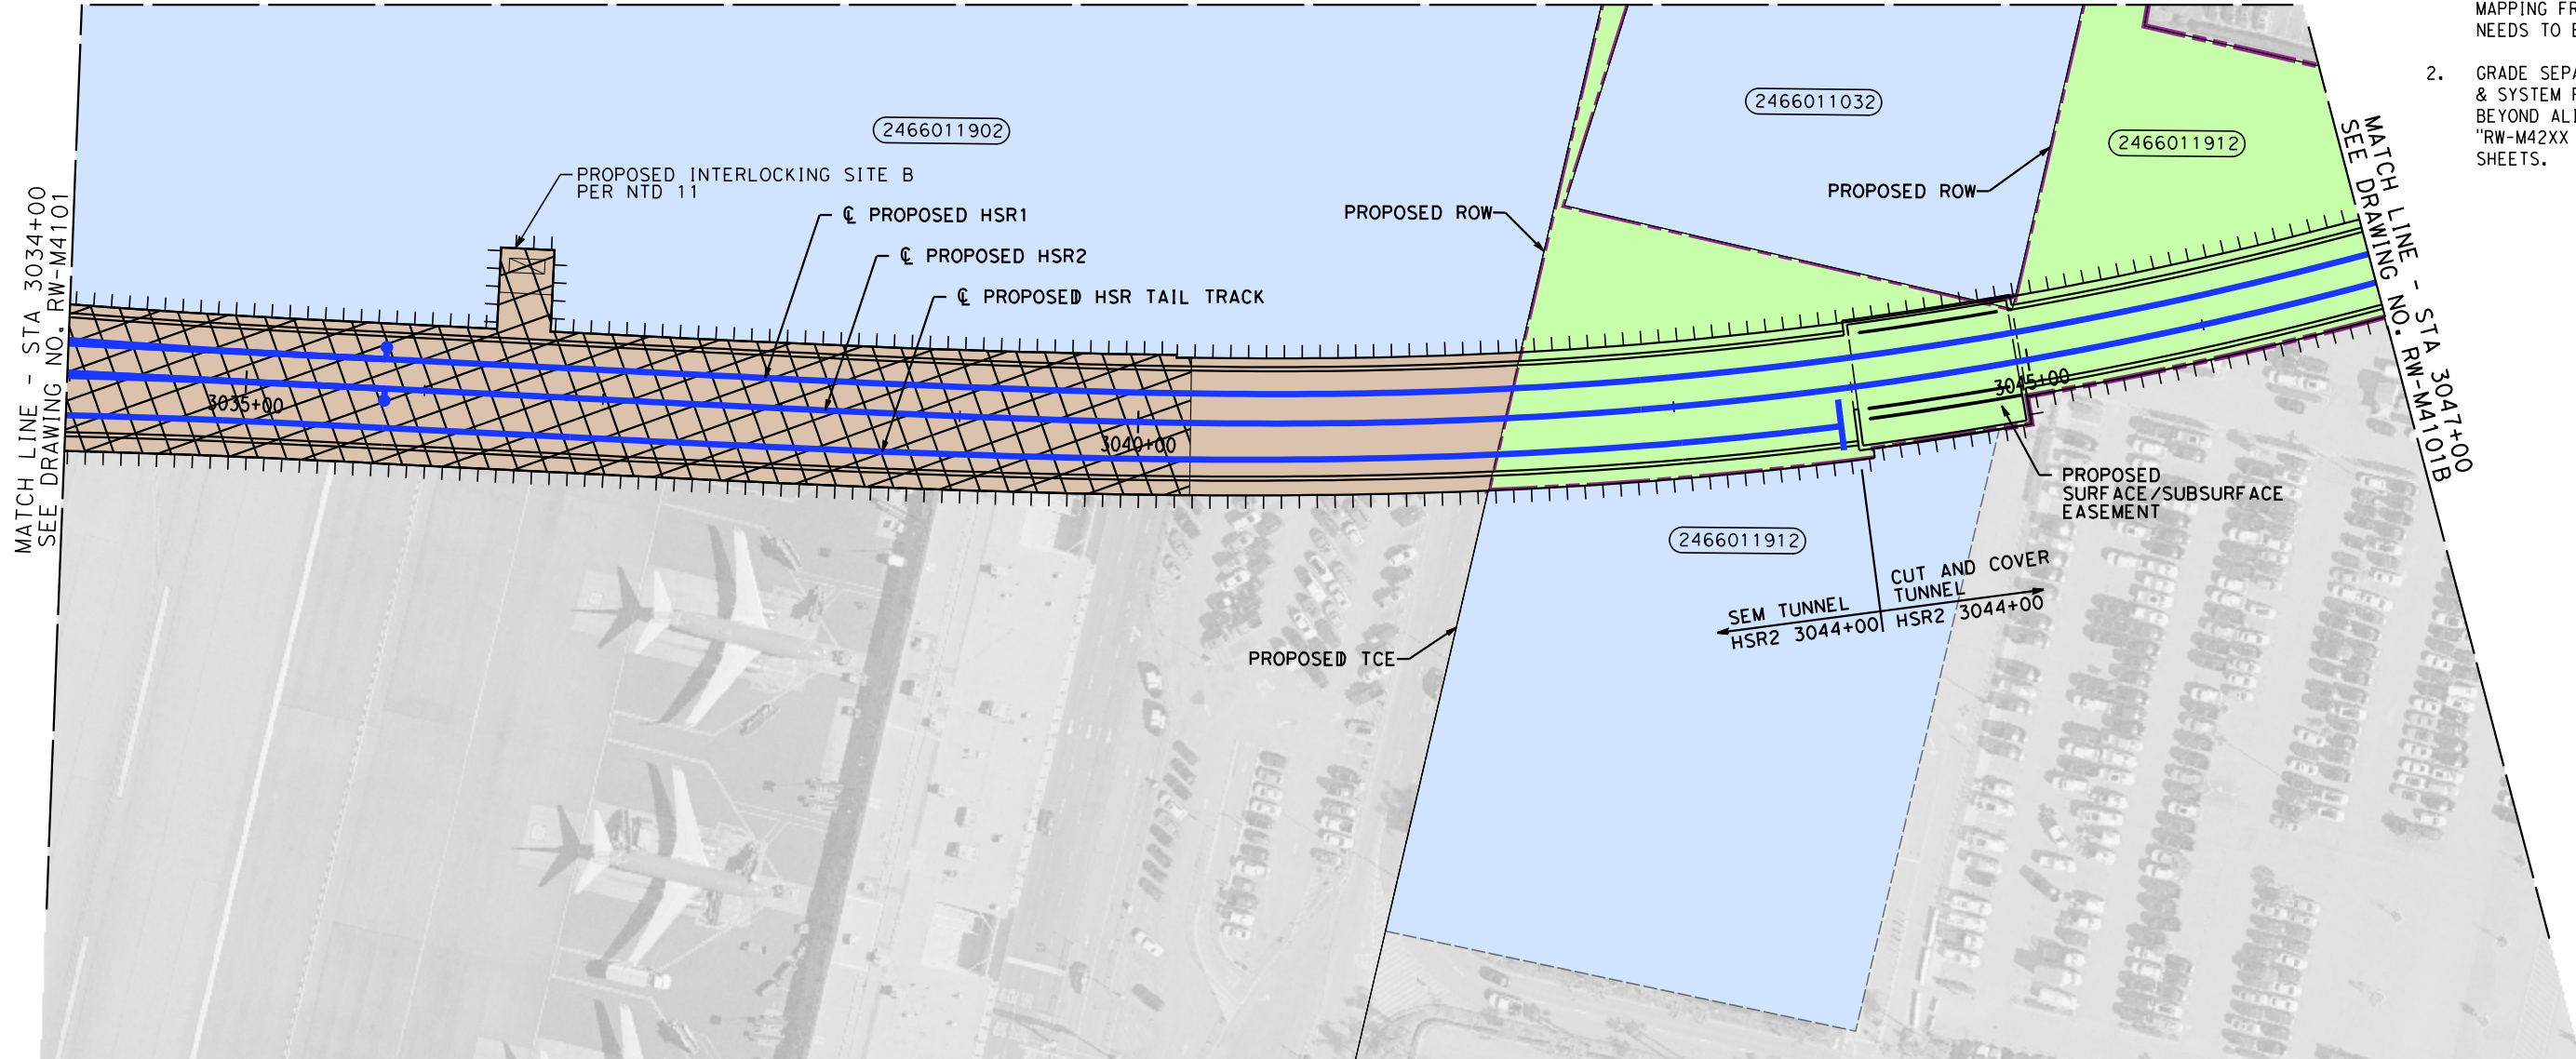 MAPPING FR
NEEDS TO B
2. GRADE SEPA
& SYSTEM F
BEYOND ALI
"RW-M42XX
SHEETS.
2466011902
2466011032
2466011912
PROPOSED INTERLOCKING SITE B
PER NTD 11
℄ PROPOSED HSR1
℄ PROPOSED HSR2
℄ PROPOSED HSR TAIL TRACK
PROPOSED ROW
PROPOSED ROW
MATCH LINE - STA 3034+00
SEE DRAWING NO. RW-M4101
MATCH LINE - STA 3047+00
SEE DRAWING NO. RW-M4101B
3035+00
3040+00
3045+00
PROPOSED
SURFACE/SUBSURFACE
EASEMENT
2466011912
CUT AND COVER
TUNNEL
SEM TUNNEL
HSR2 3044+00
HSR2 3044+00
PROPOSED TCE